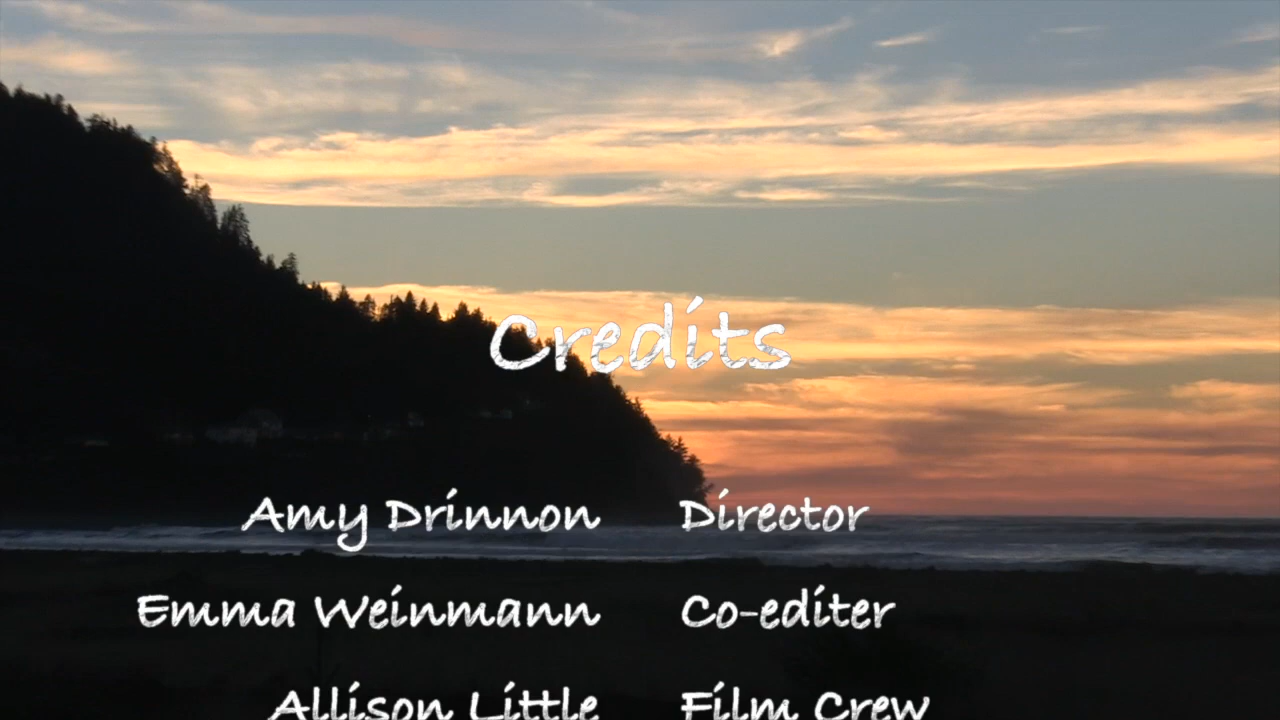 Credits
Amy Drinnon Director
Emma Weinmann Co-editer
Allison Little Film Crew